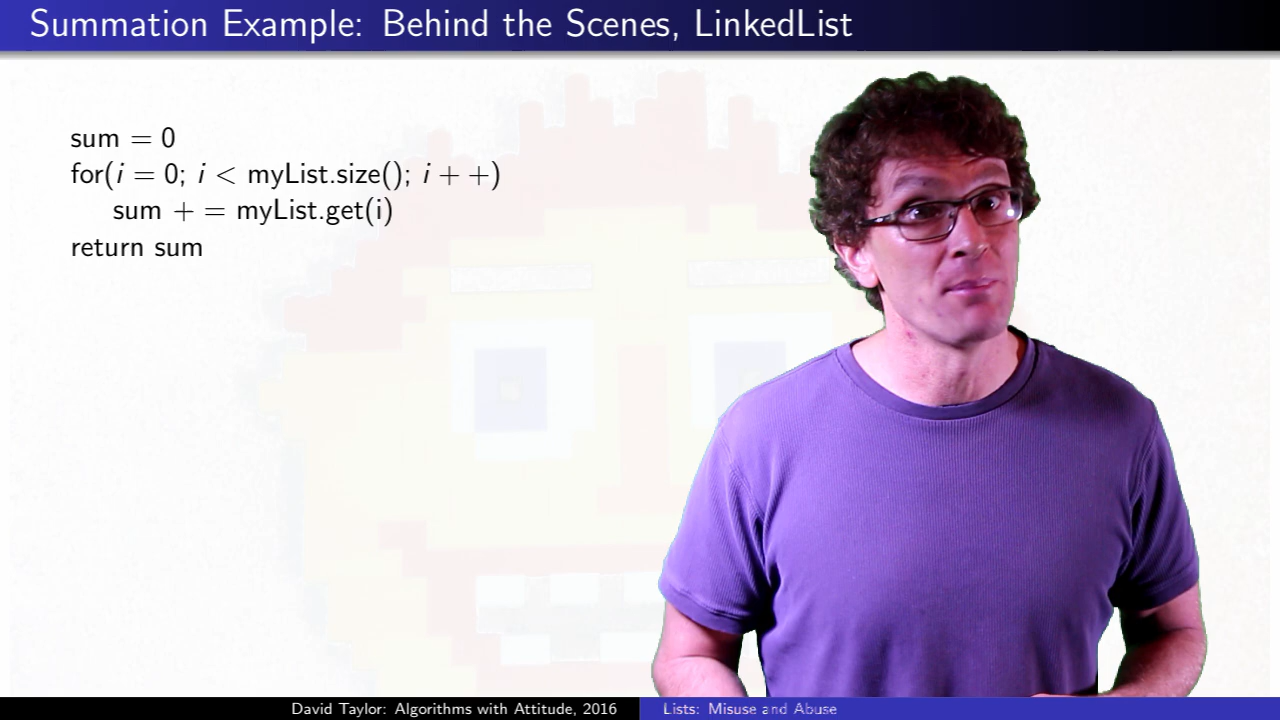 Summation Example: Behind the Scenes, LinkedList
sum = 0
for(i = 0; i < myList.size(); i + +)
sum + = myList.get(i)
return sum
David Taylor: Algorithms with Attitude, 2016
Lists: Misuse and Abuse